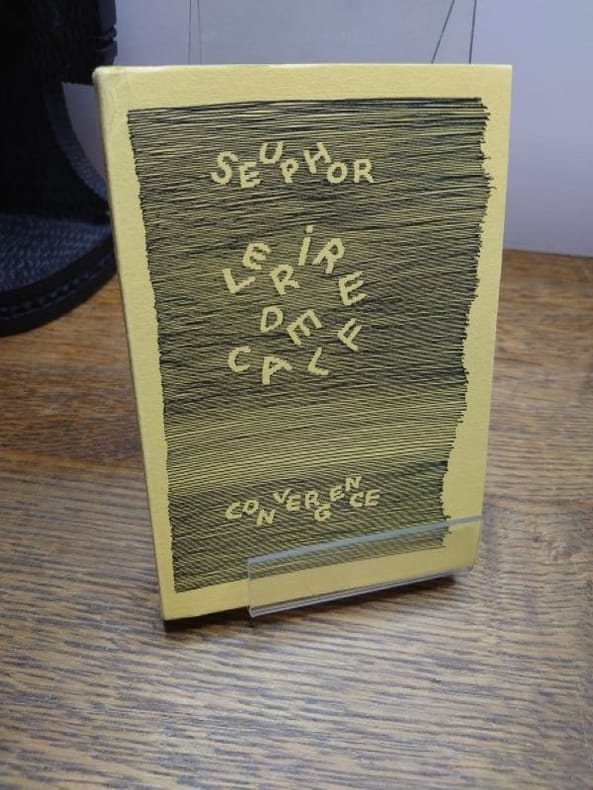 SEUPHOR
LE RIRE
DE
CALF
CONVERGENCE